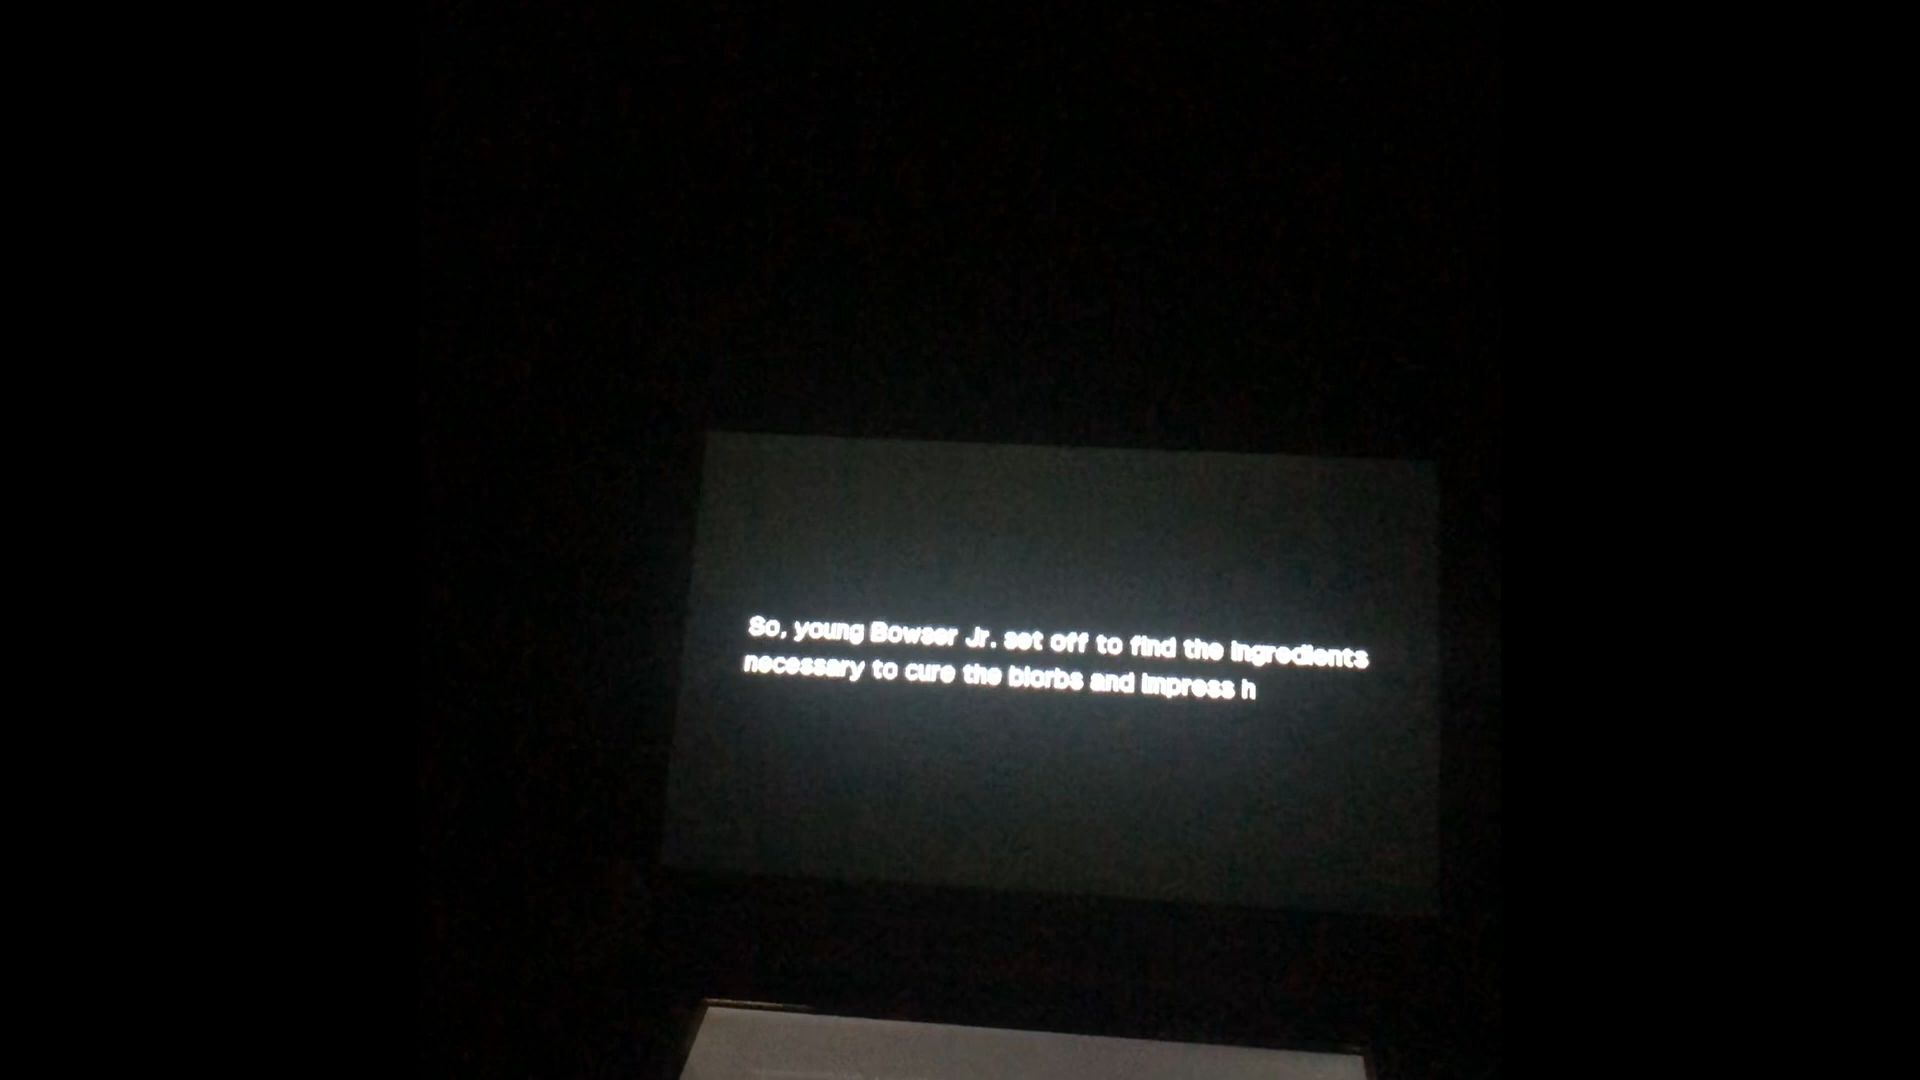 So, young Bowser Jr. set off to find the ingredients
necessary to cure the blorbs and impress h